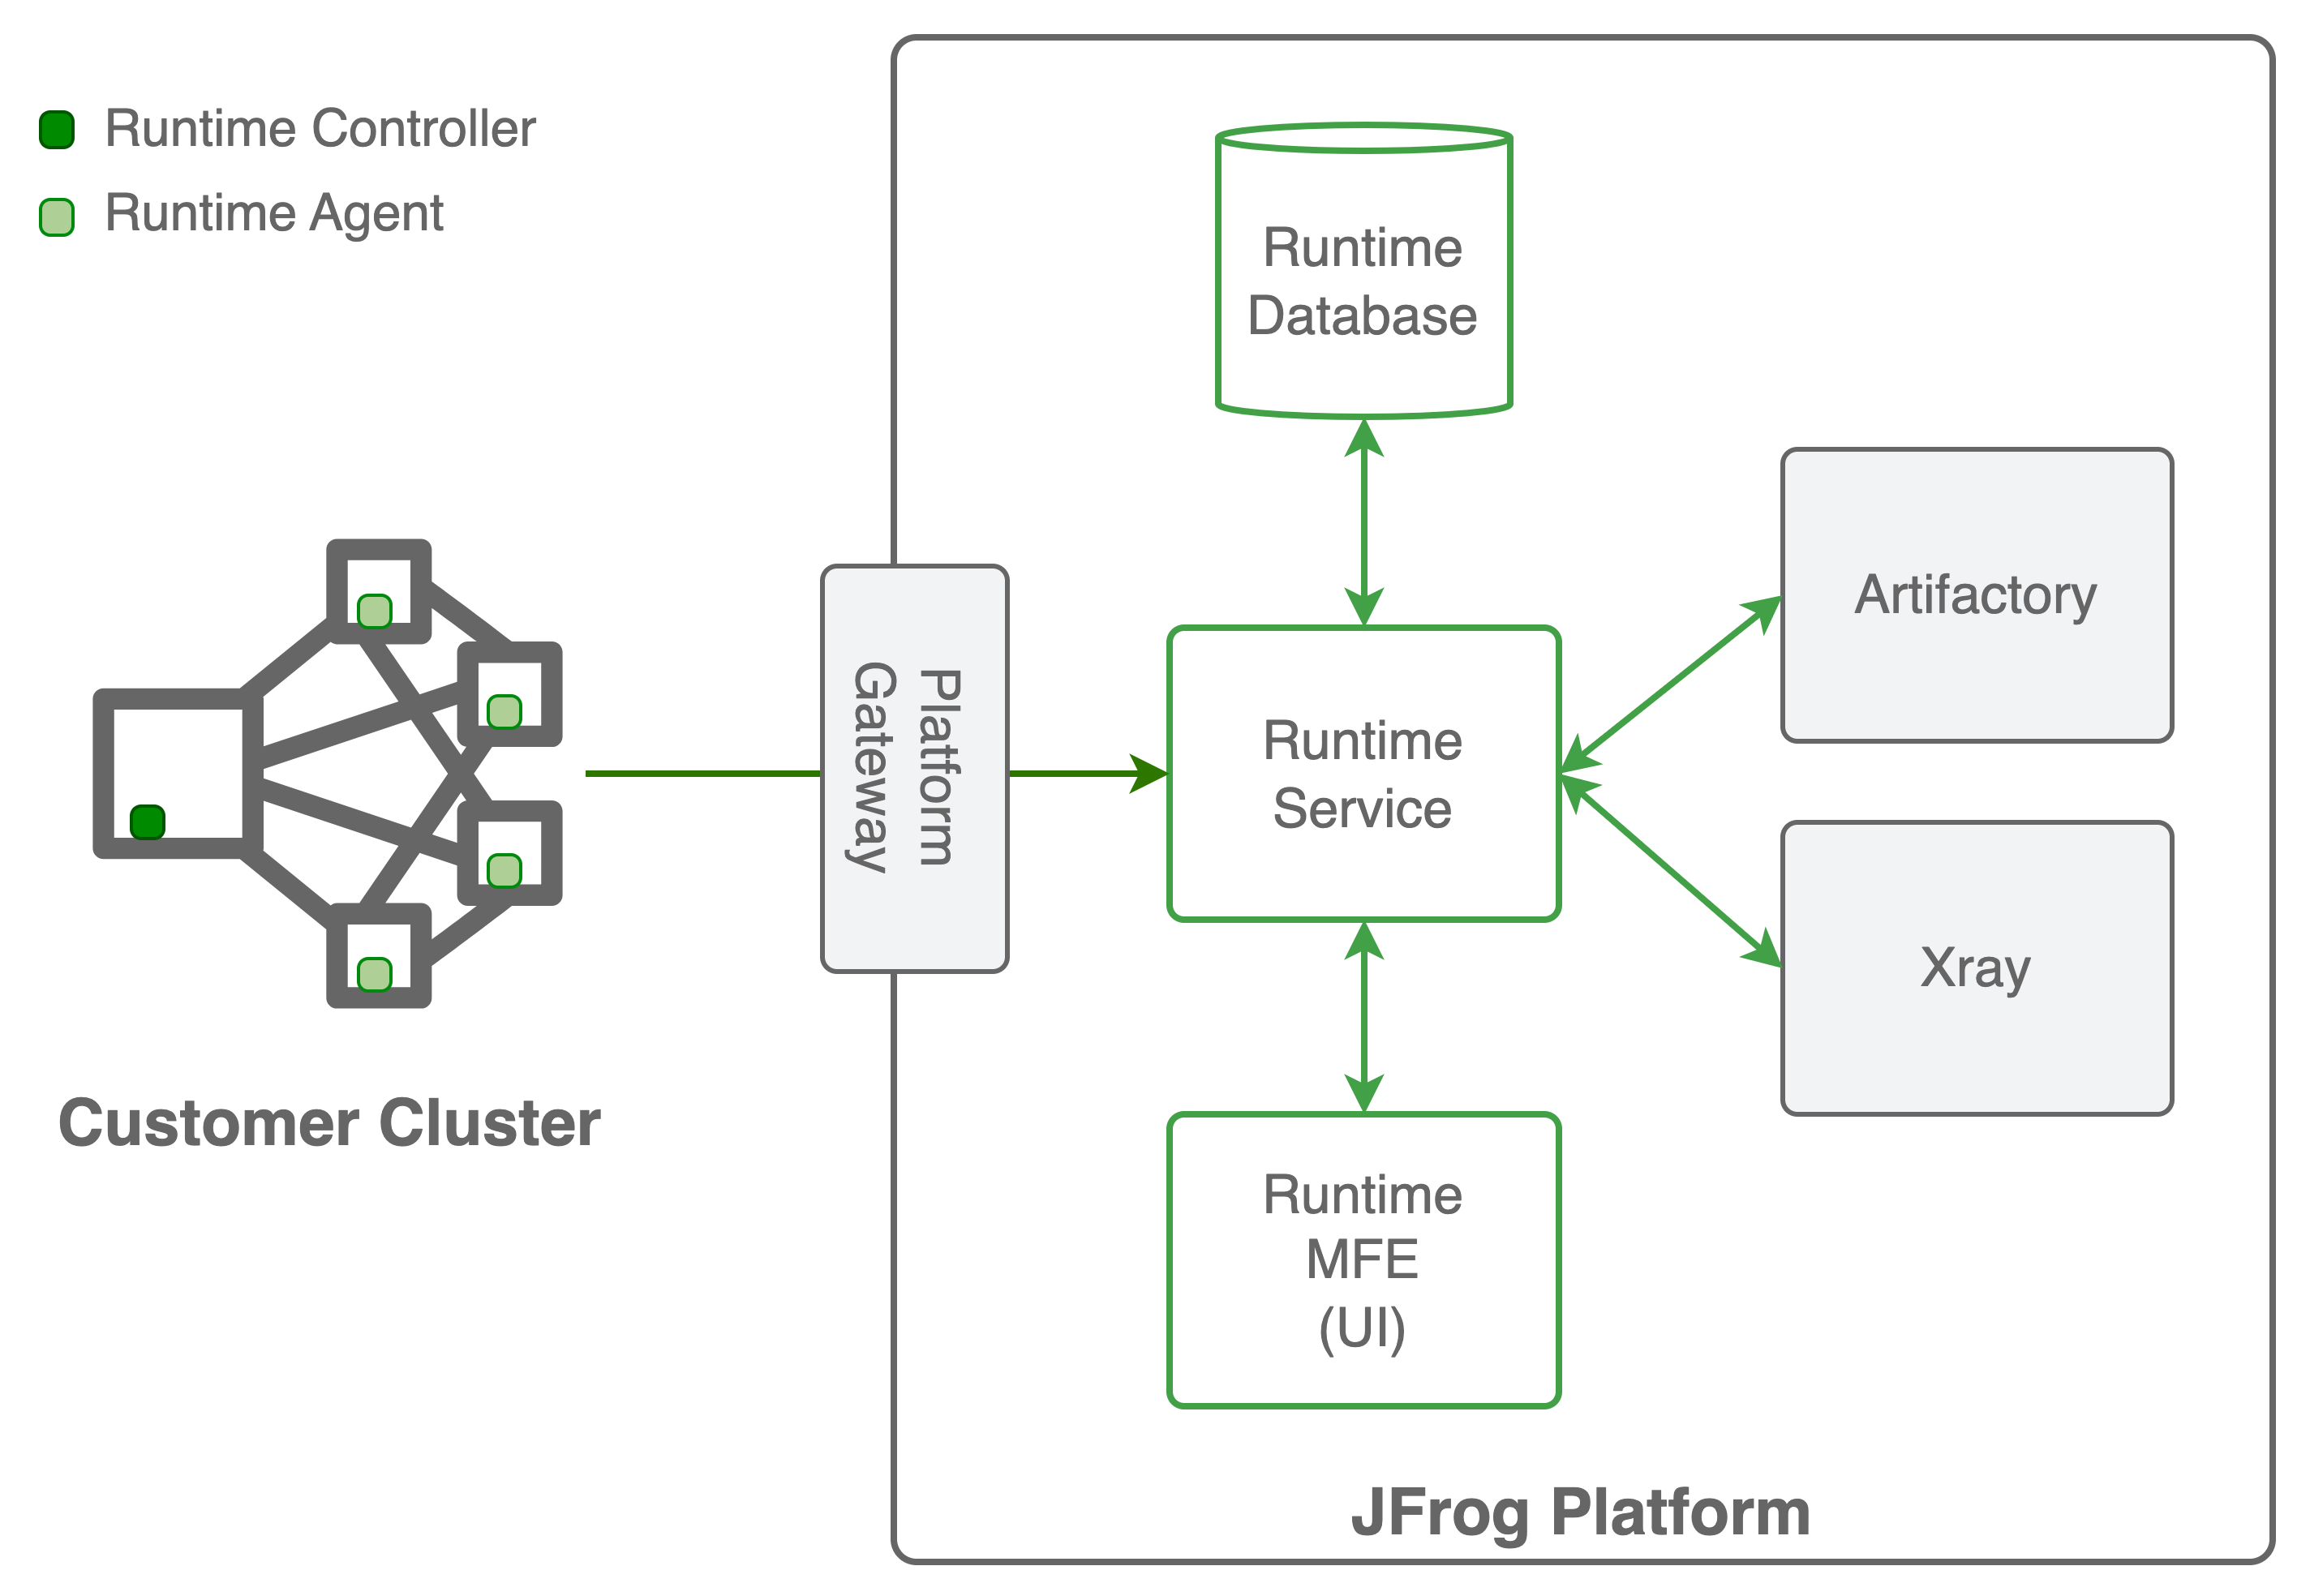 Runtime Controller
Runtime Agent
Customer Cluster
Platform
Gateway
Runtime
Database
Runtime
Service
Runtime
MFE
(UI)
Artifactory
Xray
JFrog Platform